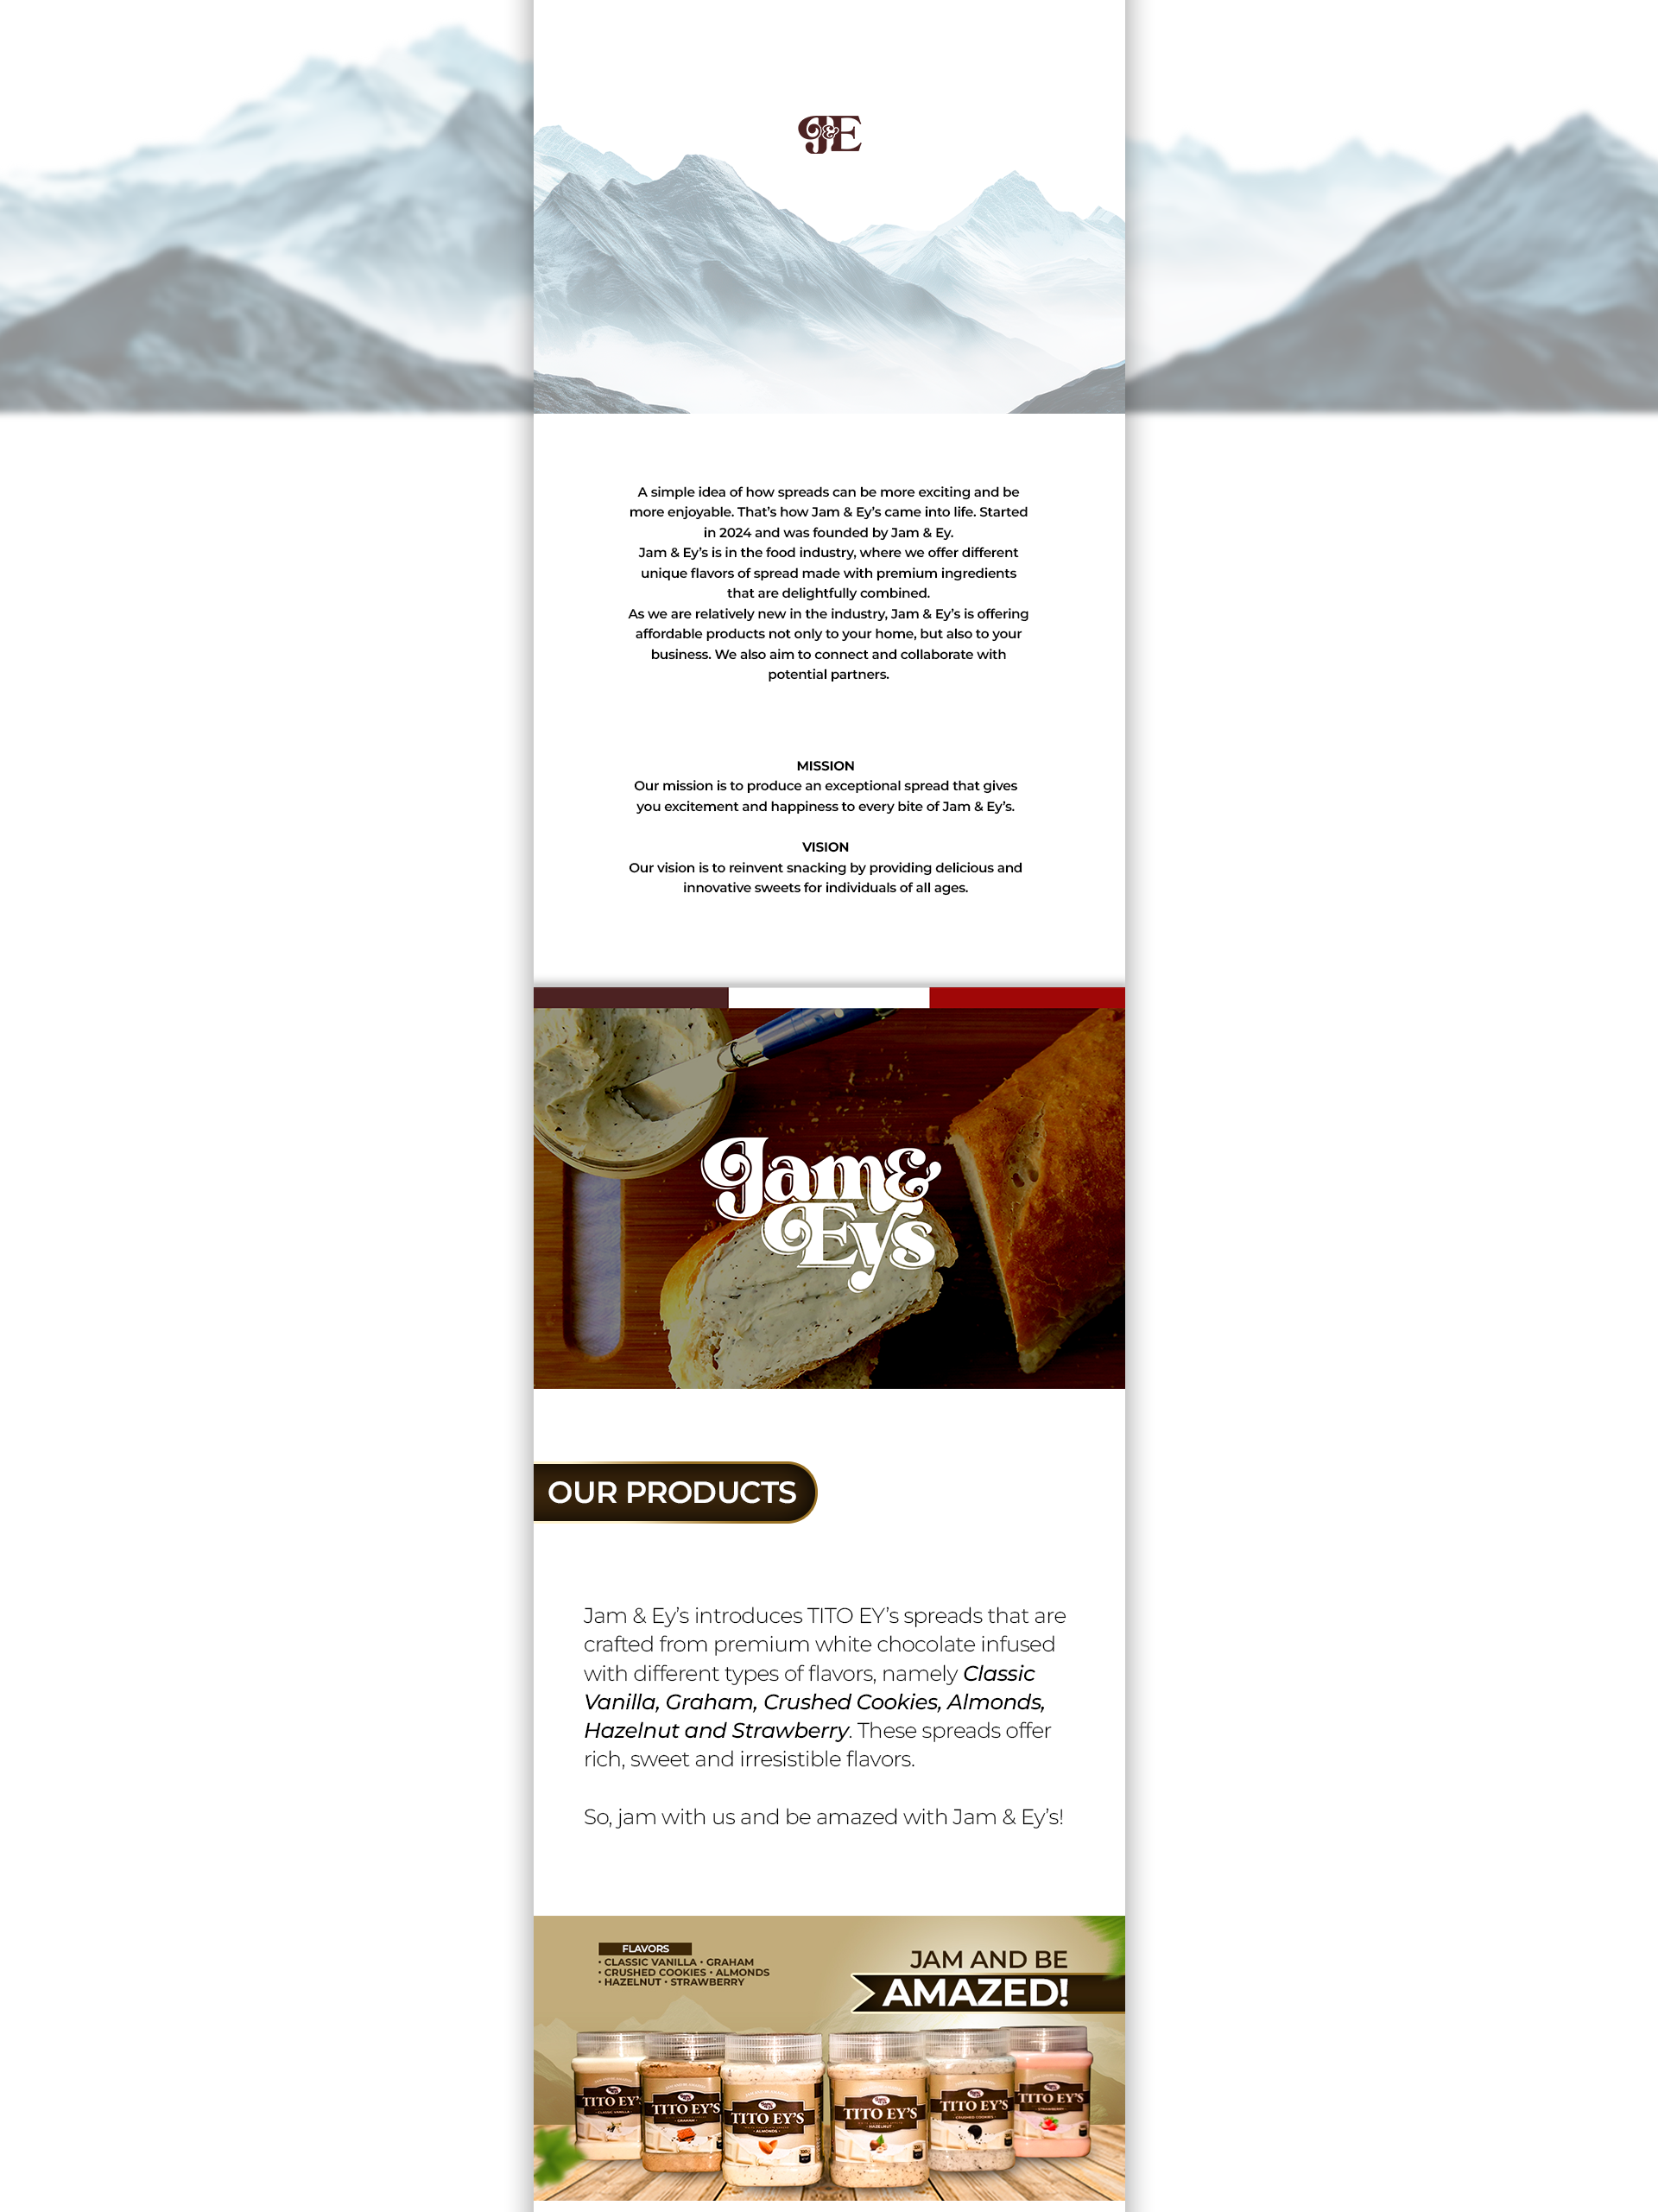 J&E
A simple idea of how spreads can be more exciting and be
more enjoyable. That's how Jam & Ey's came into life. Started
in 2024 and was founded by Jam & Ey.
Jam & Ey's is in the food industry, where we offer different
unique flavors of spread made with premium ingredients
that are delightfully combined.
As we are relatively new in the industry, Jam & Ey's is offering
affordable products not only to your home, but also to your
business. We also aim to connect and collaborate with
potential partners.
MISSION
Our mission is to produce an exceptional spread that gives
you excitement and happiness to every bite of Jam & Ey's.
VISION
Our vision is to reinvent snacking by providing delicious and
innovative sweets for individuals of all ages.
Jam &
Ey's
OUR PRODUCTS
Jam & Ey's introduces TITO EY's spreads that are
crafted from premium white chocolate infused
with different types of flavors, namely Classic
Vanilla, Graham, Crushed Cookies, Almonds,
Hazelnut and Strawberry. These spreads offer
rich, sweet and irresistible flavors.
So, jam with us and be amazed with Jam & Ey's!
FLAVORS
• CLASSIC VANILLA • GRAHAM
• CRUSHED COOKIES • ALMONDS
• HAZELNUT • STRAWBERRY
JAM AND BE
AMAZED!
TITO EY'S
CLASSIC VANILLA
TITO EY'S
GRAHAM
TITO EY'S
ALMONDS
TITO EY'S
HAZELNUT
TITO EY'S
CRUSHED COOKIES
TITO EY'S
STRAWBERRY